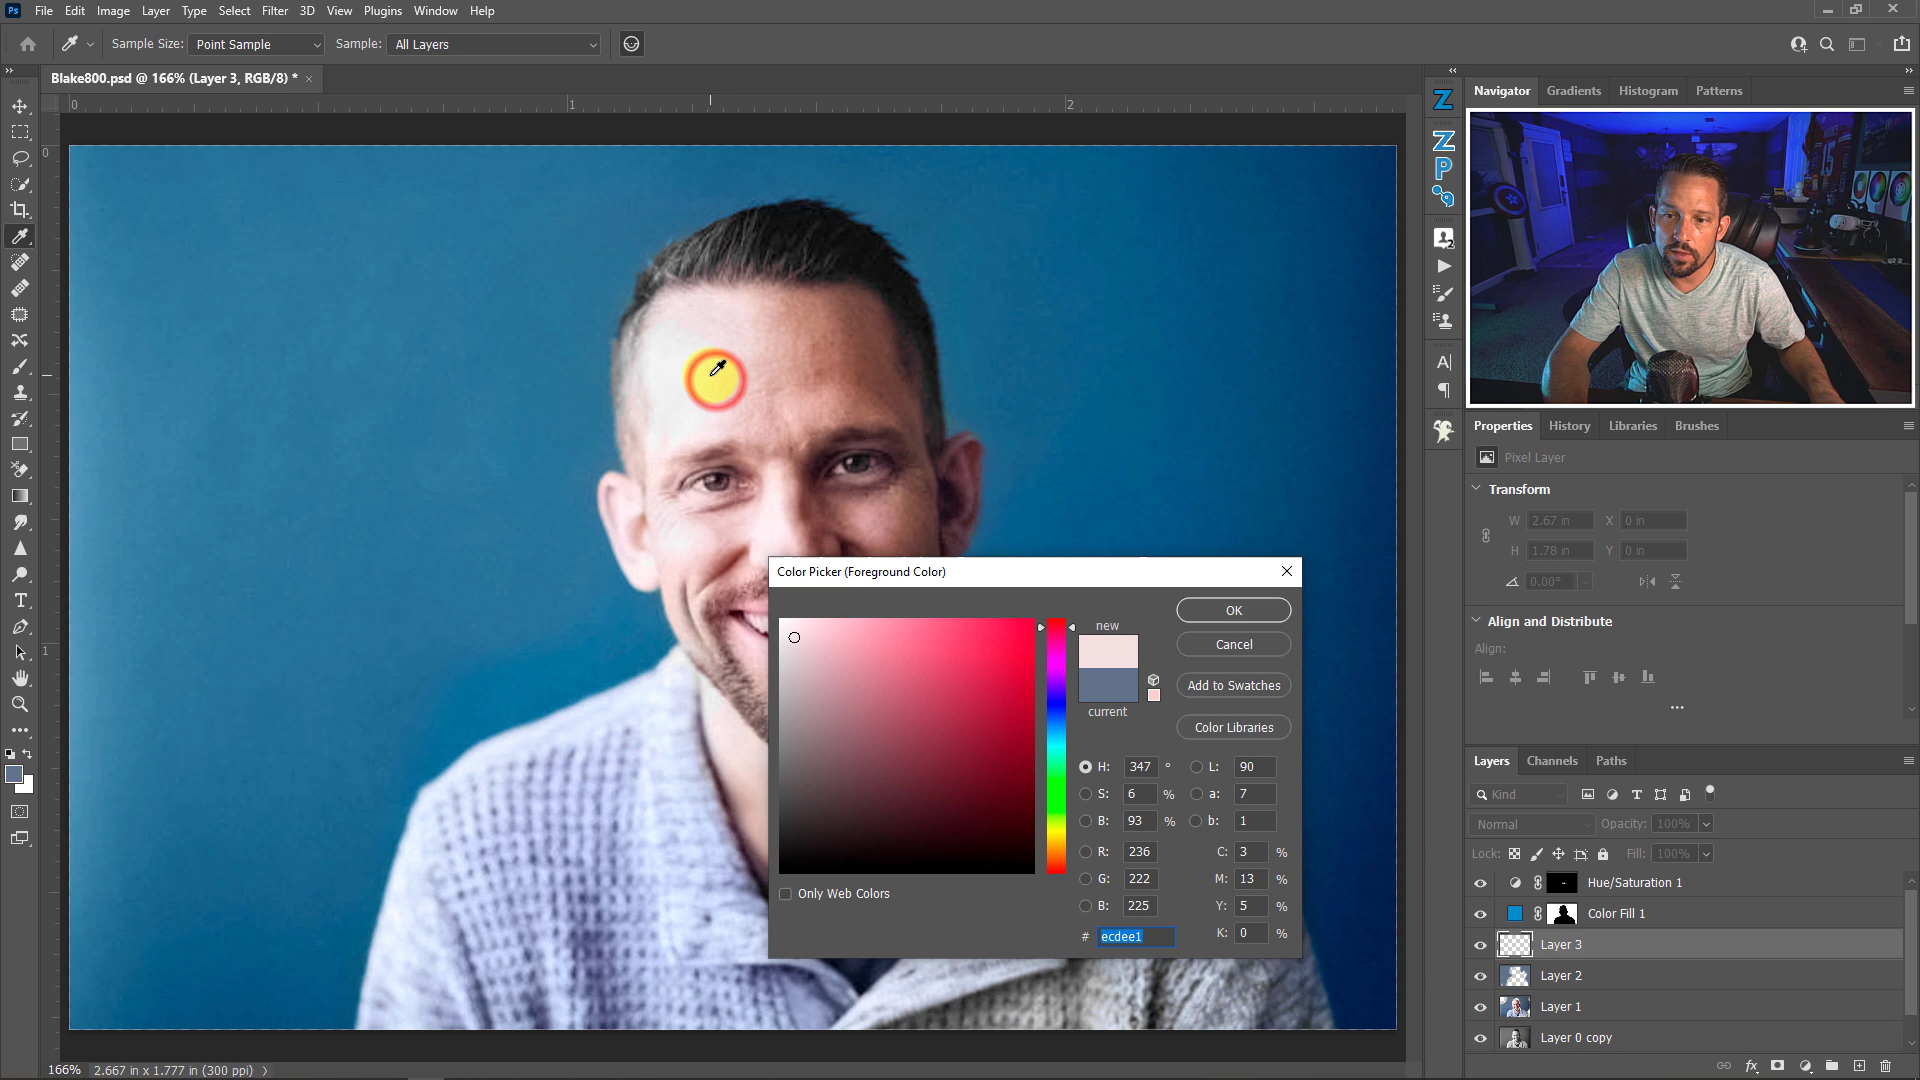 Ps File Edit Image Layer Type Select Filter 3D View Plugins Window Help
Sample Size: Point Sample Sample: All Layers
Blake800.psd @ 166% (Layer 3, RGB/8) *
0 1 2
0
1
Navigator Gradients Histogram Patterns
Properties History Libraries Brushes
Pixel Layer
Transform
W 2.67 in X 0 in
H 1.78 in Y 0 in
0.00°
Align and Distribute
Align:
Layers Channels Paths
Kind
Normal Opacity: 100%
Lock: Fill: 100%
Hue/Saturation 1
Color Fill 1
Layer 3
Layer 2
Layer 1
Layer 0 copy
Color Picker (Foreground Color)
new
current
OK
Cancel
Add to Swatches
Color Libraries
H: 347 ° L: 90
S: 6 % a: 7
B: 93 % b: 1
R: 236 C: 3 %
G: 222 M: 13 %
B: 225 Y: 5 %
# ecdee1 K: 0 %
Only Web Colors
166% 2.667 in x 1.777 in (300 ppi)